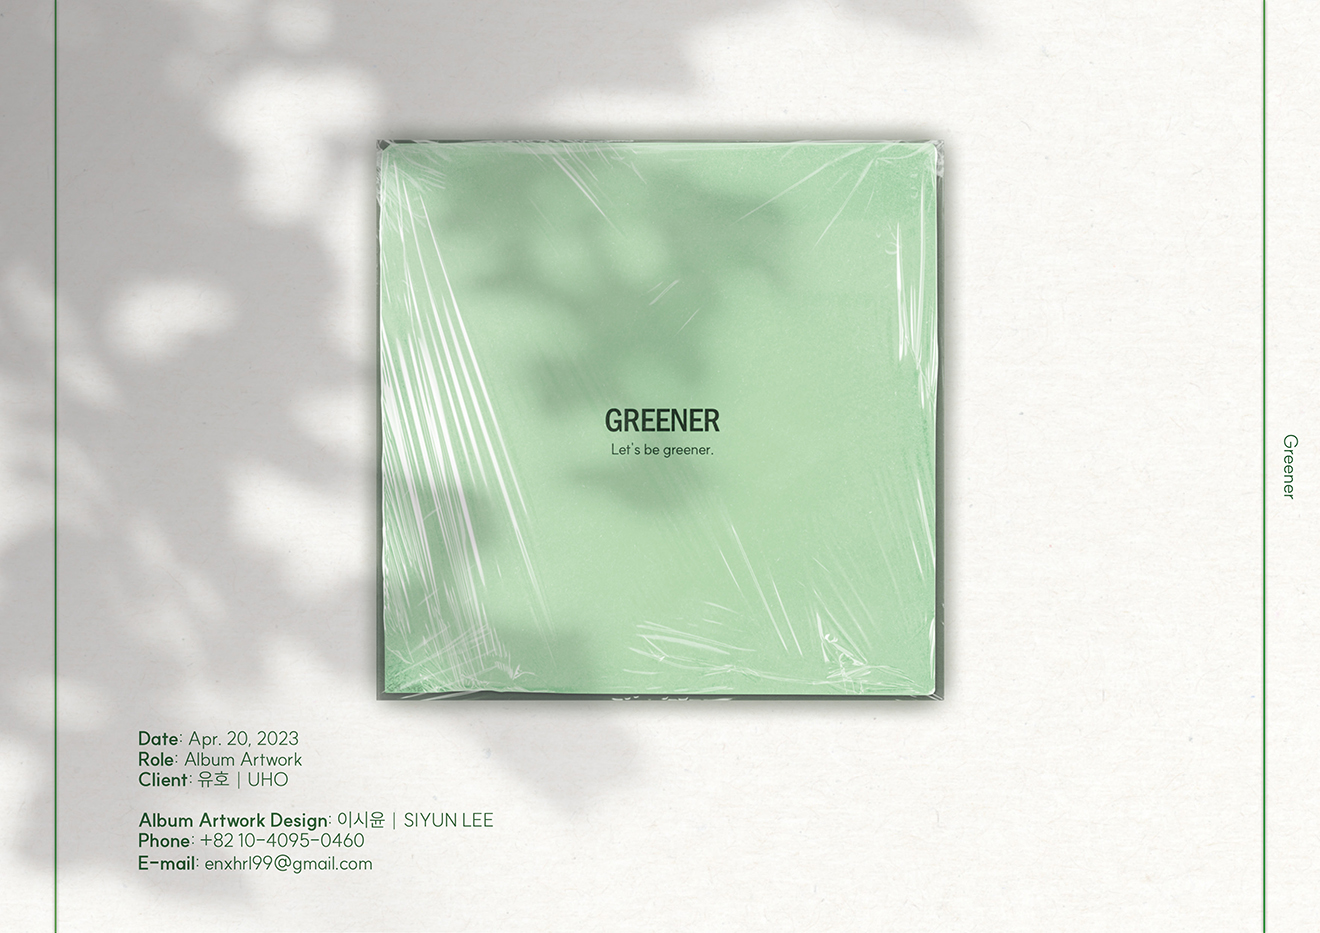 GREENER
Let's be greener.
Greener
Date: Apr. 20, 2023
Role: Album Artwork
Client: 유호 | UHO
Album Artwork Design: 이시윤 | SIYUN LEE
Phone: +82 10-4095-0460
E-mail: enxhrl99@gmail.com